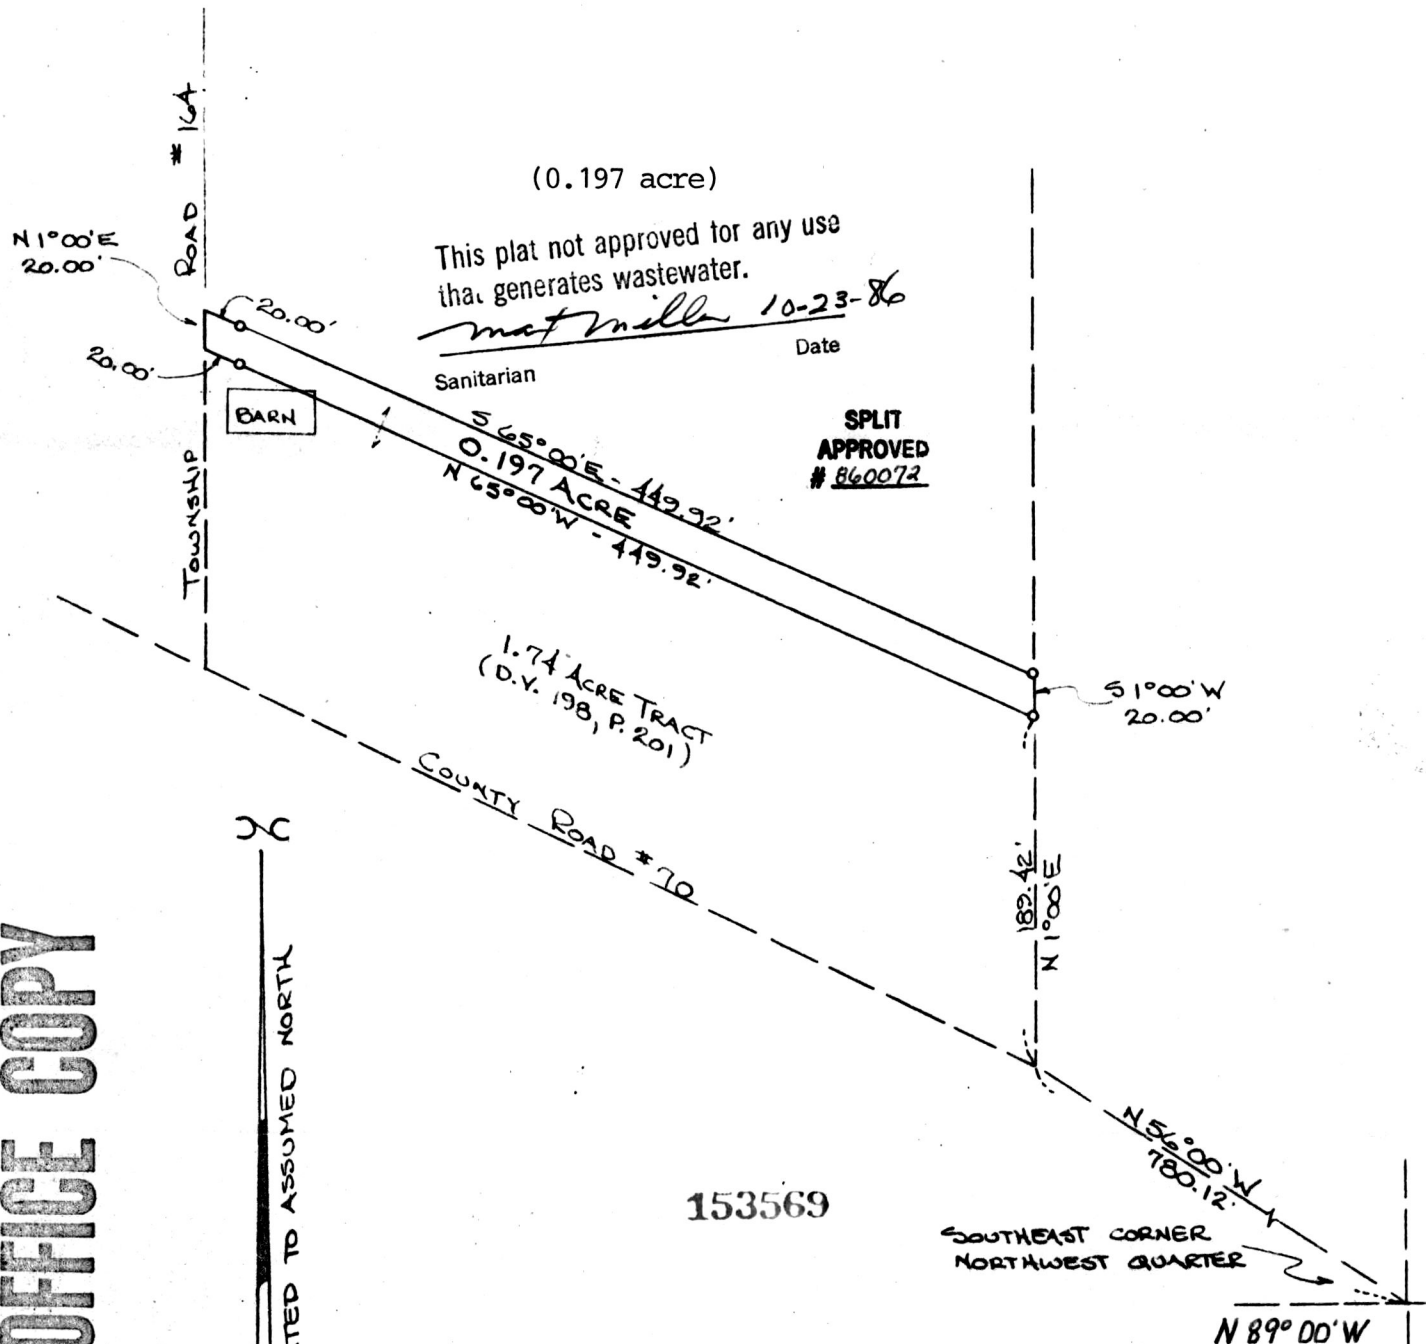 TOWNSHIP ROAD # 164
(0.197 acre)
This plat not approved for any use
that generates wastewater.
10-23-86
Sanitarian
Date
N 1°00'E
20.00'
20.00'
20.00'
BARN
S 65°00'E - 449.92'
0.197 ACRE
N 65°00'W - 449.92'
SPLIT
APPROVED
# 860072
1.74 ACRE TRACT
(D.V. 198, P. 201)
S 1°00'W
20.00'
COUNTY ROAD #70
189.42'
N 1°00'E
OFFICE COPY
TED TO ASSUMED NORTH
N 56°00'W
780.12'
153569
SOUTHEAST CORNER
NORTHWEST QUARTER
N 89°00'W